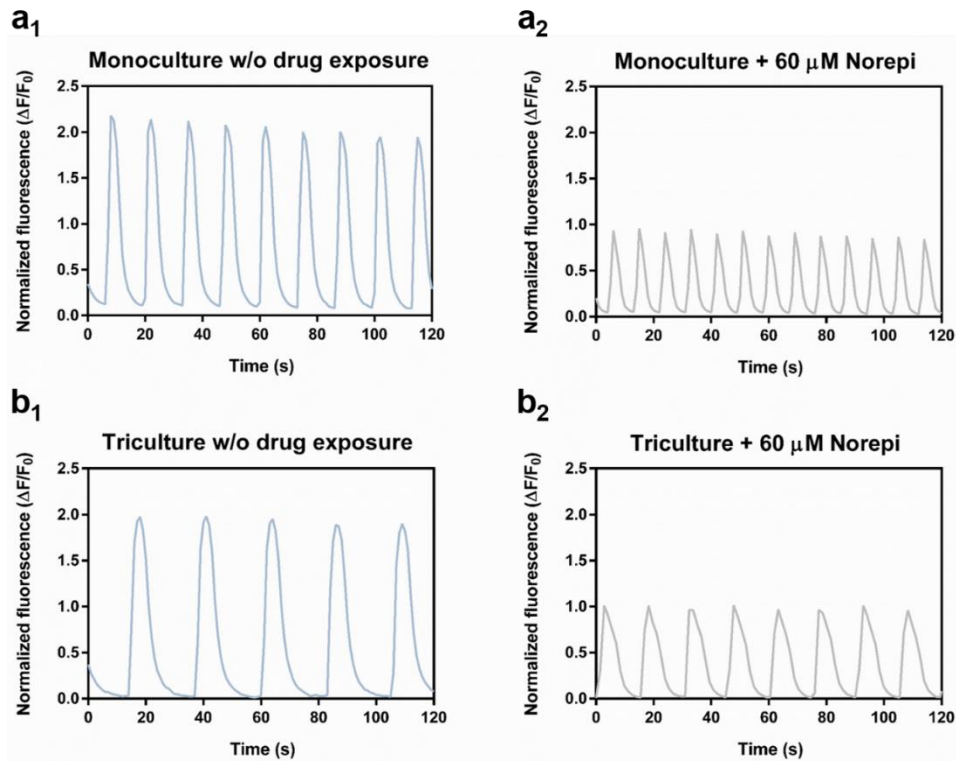 a1
Monoculture w/o drug exposure
Normalized fluorescence (ΔF/F0)
2.5
2.0
1.5
1.0
0.5
0.0
0 20 40 60 80 100 120
Time (s)
a2
Monoculture + 60 μM Norepi
Normalized fluorescence (ΔF/F0)
2.5
2.0
1.5
1.0
0.5
0.0
0 20 40 60 80 100 120
Time (s)
b1
Triculture w/o drug exposure
Normalized fluorescence (ΔF/F0)
2.5
2.0
1.5
1.0
0.5
0.0
0 20 40 60 80 100 120
Time (s)
b2
Triculture + 60 μM Norepi
Normalized fluorescence (ΔF/F0)
2.5
2.0
1.5
1.0
0.5
0.0
0 20 40 60 80 100 120
Time (s)